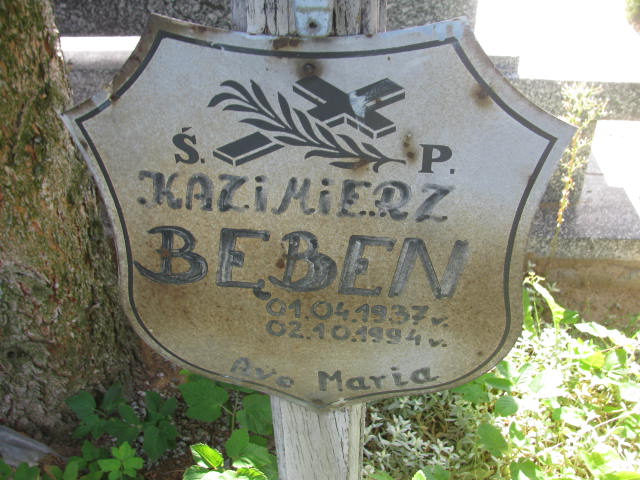 Ś. P.
KAZiMiERZ
BĘBEN
01.04.1937 r.
02.10.1994 r.
Ave Maria